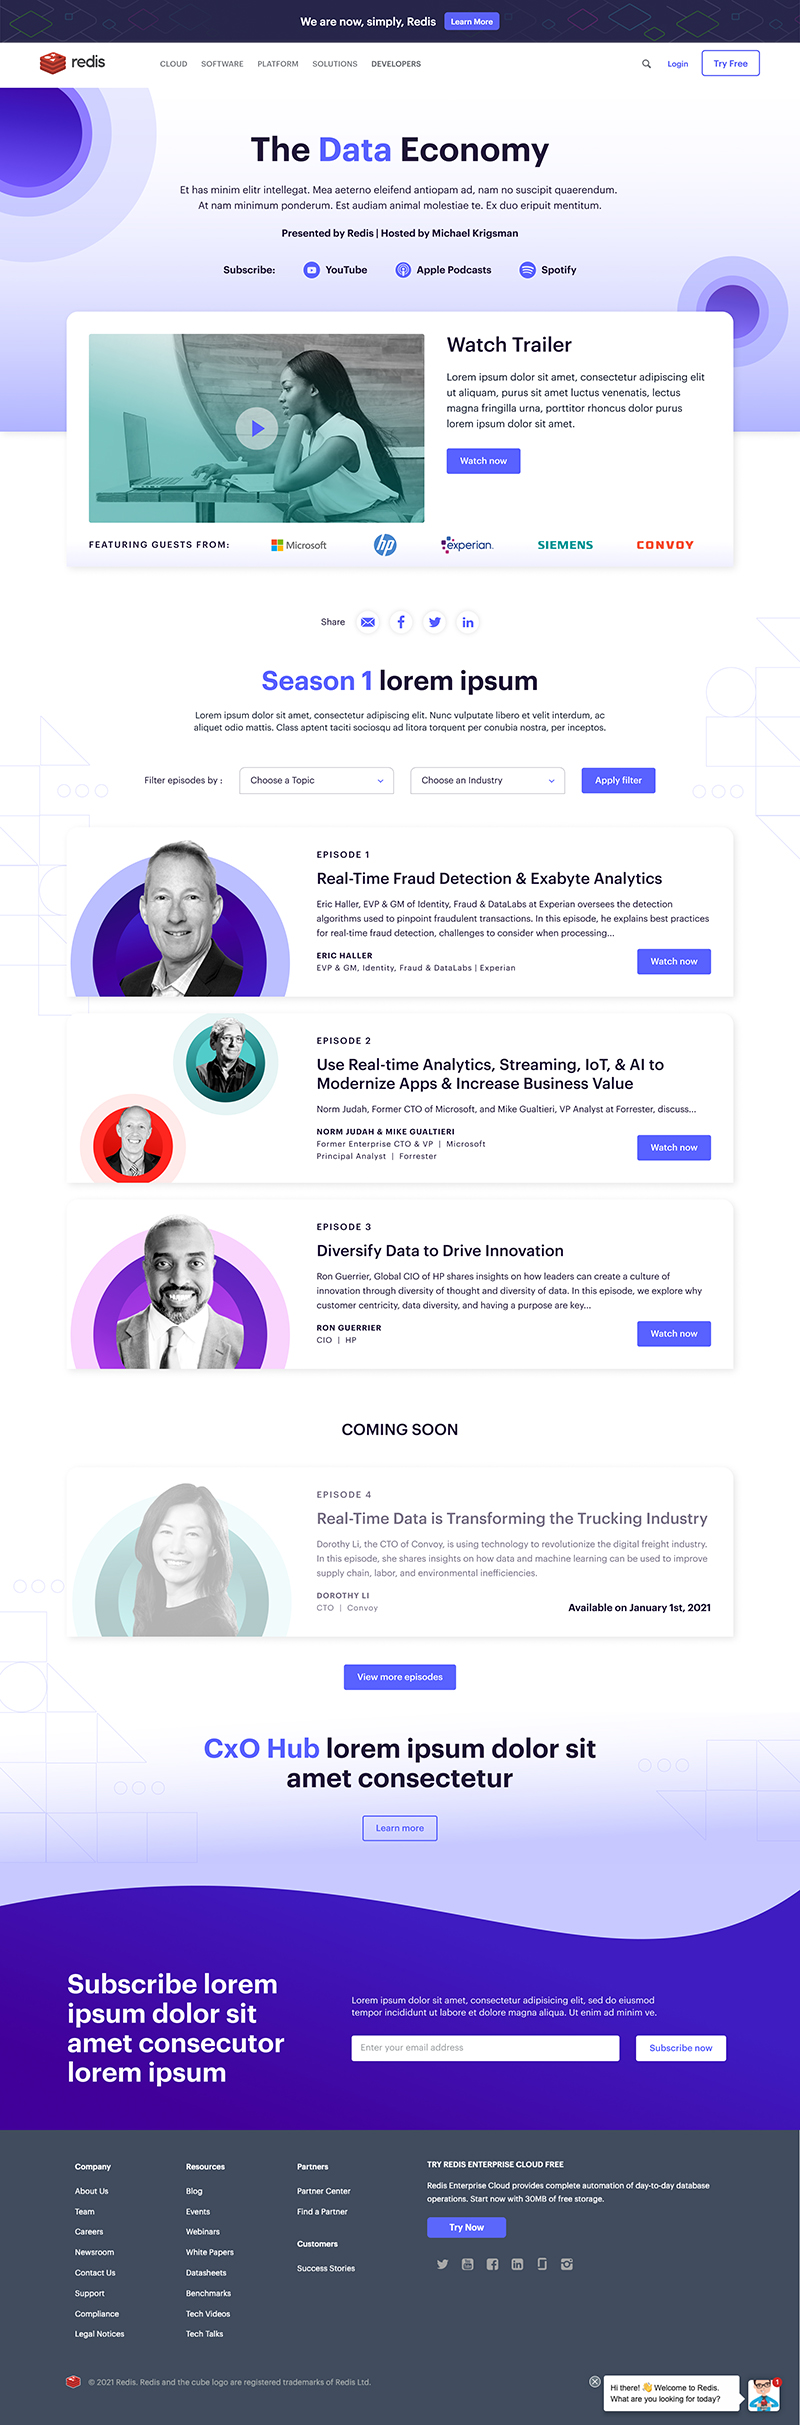 We are now, simply, Redis Learn More
redis CLOUD SOFTWARE PLATFORM SOLUTIONS DEVELOPERS Login Try Free
The Data Economy
Et has minim elitr intellegat. Mea aeterno eleifend antiopam ad, nam no suscipit quaerendum.
At nam minimum ponderum. Est audiam animal molestiae te. Ex duo eripuit mentitum.
Presented by Redis | Hosted by Michael Krigsman
Subscribe: YouTube Apple Podcasts Spotify
Watch Trailer
Lorem ipsum dolor sit amet, consectetur adipiscing elit
ut aliquam, purus sit amet luctus venenatis, lectus
magna fringilla urna, porttitor rhoncus dolor purus
lorem ipsum dolor sit amet.
Watch now
FEATURING GUESTS FROM: Microsoft hp experian. SIEMENS CONVOY
Share
Season 1 lorem ipsum
Lorem ipsum dolor sit amet, consectetur adipiscing elit. Nunc vulputate libero et velit interdum, ac
aliquet odio mattis. Class aptent taciti sociosqu ad litora torquent per conubia nostra, per inceptos.
Filter episodes by : Choose a Topic Choose an Industry Apply filter
EPISODE 1
Real-Time Fraud Detection & Exabyte Analytics
Eric Haller, EVP & GM of Identity, Fraud & DataLabs at Experian oversees the detection
algorithms used to pinpoint fraudulent transactions. In this episode, he explains best practices
for real-time fraud detection, challenges to consider when processing...
ERIC HALLER
EVP & GM, Identity, Fraud & DataLabs | Experian
Watch now
EPISODE 2
Use Real-time Analytics, Streaming, IoT, & AI to
Modernize Apps & Increase Business Value
Norm Judah, Former CTO of Microsoft, and Mike Gualtieri, VP Analyst at Forrester, discuss...
NORM JUDAH & MIKE GUALTIERI
Former Enterprise CTO & VP | Microsoft
Principal Analyst | Forrester
Watch now
EPISODE 3
Diversify Data to Drive Innovation
Ron Guerrier, Global CIO of HP shares insights on how leaders can create a culture of
innovation through diversity of thought and diversity of data. In this episode, we explore why
customer centricity, data diversity, and having a purpose are key...
RON GUERRIER
CIO | HP
Watch now
COMING SOON
EPISODE 4
Real-Time Data is Transforming the Trucking Industry
Dorothy Li, the CTO of Convoy, is using technology to revolutionize the digital freight industry.
In this episode, she shares insights on how data and machine learning can be used to improve
supply chain, labor, and environmental inefficiencies.
DOROTHY LI
CTO | Convoy
Available on January 1st, 2021
View more episodes
CxO Hub lorem ipsum dolor sit
amet consectetur
Learn more
Subscribe lorem
ipsum dolor sit
amet consecutor
lorem ipsum
Lorem ipsum dolor sit amet, consectetur adipisicing elit, sed do eiusmod
tempor incididunt ut labore et dolore magna aliqua. Ut enim ad minim ve.
Enter your email address Subscribe now
Company
About Us
Team
Careers
Newsroom
Contact Us
Support
Compliance
Legal Notices
Resources
Blog
Events
Webinars
White Papers
Datasheets
Benchmarks
Tech Videos
Tech Talks
Partners
Partner Center
Find a Partner
Customers
Success Stories
TRY REDIS ENTERPRISE CLOUD FREE
Redis Enterprise Cloud provides complete automation of day-to-day database
operations. Start now with 30MB of free storage.
Try Now
© 2021 Redis. Redis and the cube logo are registered trademarks of Redis Ltd.
Hi there! 👋 Welcome to Redis.
What are you looking for today?
1